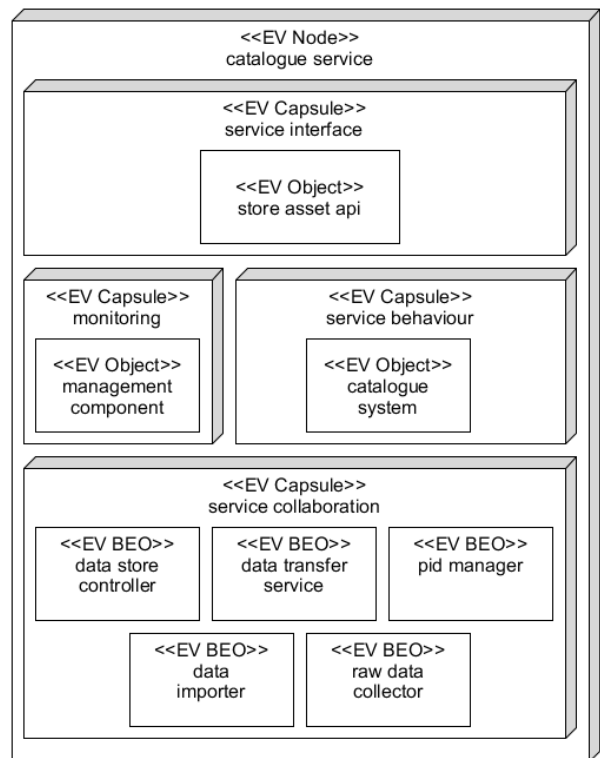 <<EV Node>>
catalogue service
<<EV Capsule>>
service interface
<<EV Object>>
store asset api
<<EV Capsule>>
monitoring
<<EV Object>>
management
component
<<EV Capsule>>
service behaviour
<<EV Object>>
catalogue
system
<<EV Capsule>>
service collaboration
<<EV BEO>>
data store
controller
<<EV BEO>>
data transfer
service
<<EV BEO>>
pid manager
<<EV BEO>>
data
importer
<<EV BEO>>
raw data
collector